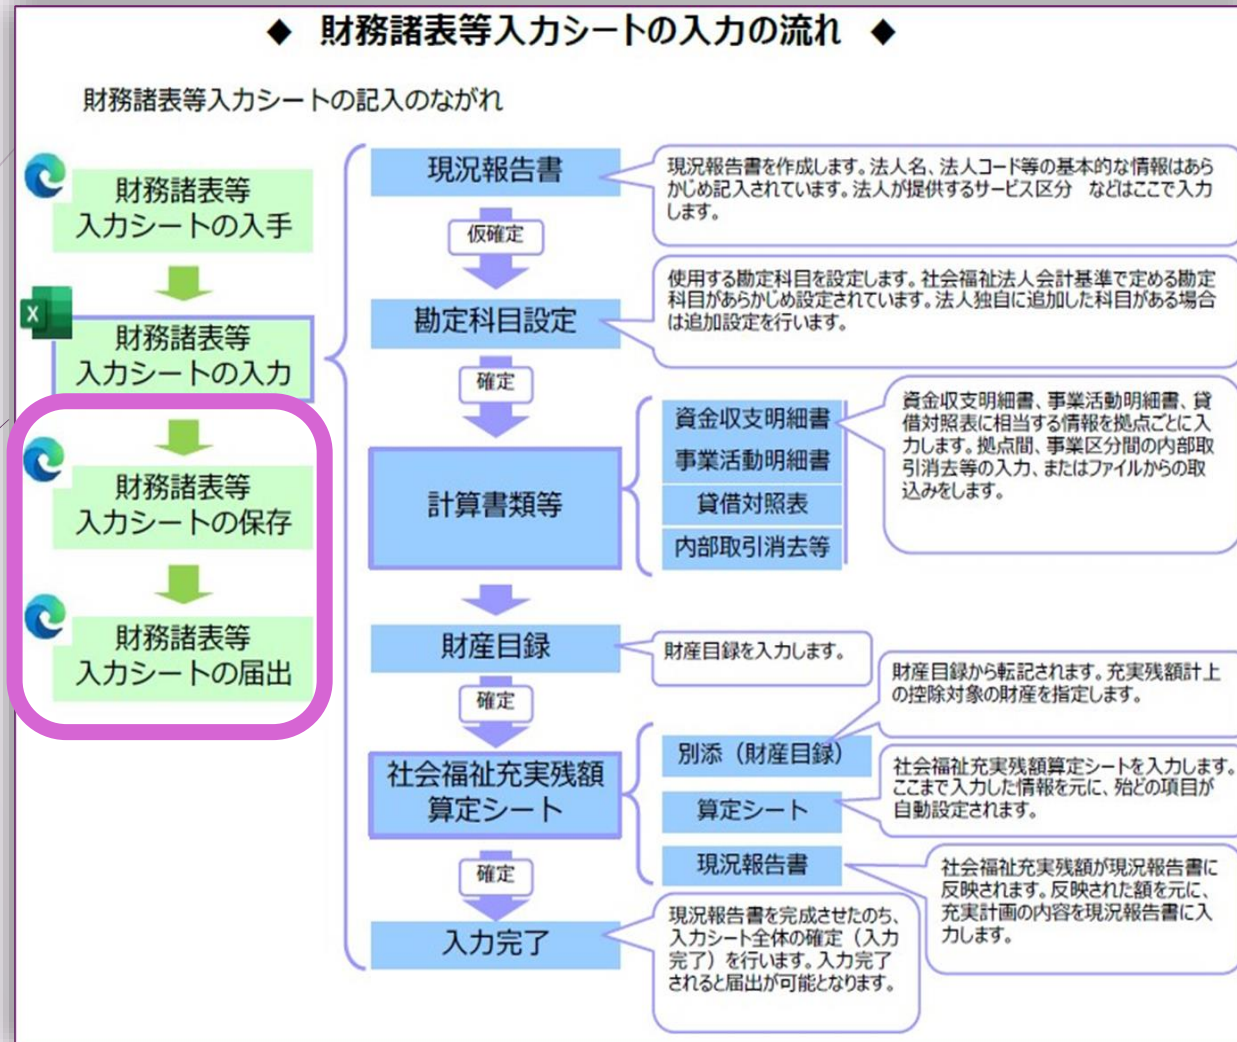 ◆ 財務諸表等入力シートの入力の流れ ◆
財務諸表等入力シートの記入のながれ
財務諸表等
入力シートの入手
財務諸表等
入力シートの入力
財務諸表等
入力シートの保存
財務諸表等
入力シートの届出
現況報告書
現況報告書を作成します。法人名、法人コード等の基本的な情報はあら
かじめ記入されています。法人が提供するサービス区分 などはここで入力
します。
仮確定
勘定科目設定
使用する勘定科目を設定します。社会福祉法人会計基準で定める勘定
科目があらかじめ設定されています。法人独自に追加した科目がある場合
は追加設定を行います。
確定
計算書類等
資金収支明細書
事業活動明細書
貸借対照表
内部取引消去等
資金収支明細書、事業活動明細書、貸
借対照表に相当する情報を拠点ごとに入
力します。拠点間、事業区分間の内部取
引消去等の入力、またはファイルからの取
込みをします。
財産目録
財産目録を入力します。
確定
社会福祉充実残額
算定シート
別添（財産目録）
財産目録から転記されます。充実残額計上
の控除対象の財産を指定します。
算定シート
社会福祉充実残額算定シートを入力します。
ここまで入力した情報を元に、殆どの項目が
自動設定されます。
現況報告書
社会福祉充実残額が現況報告書に
反映されます。反映された額を元に、
充実計画の内容を現況報告書に入
力します。
確定
入力完了
現況報告書を完成させたのち、
入力シート全体の確定（入力
完了）を行います。入力完了
されると届出が可能となります。
X